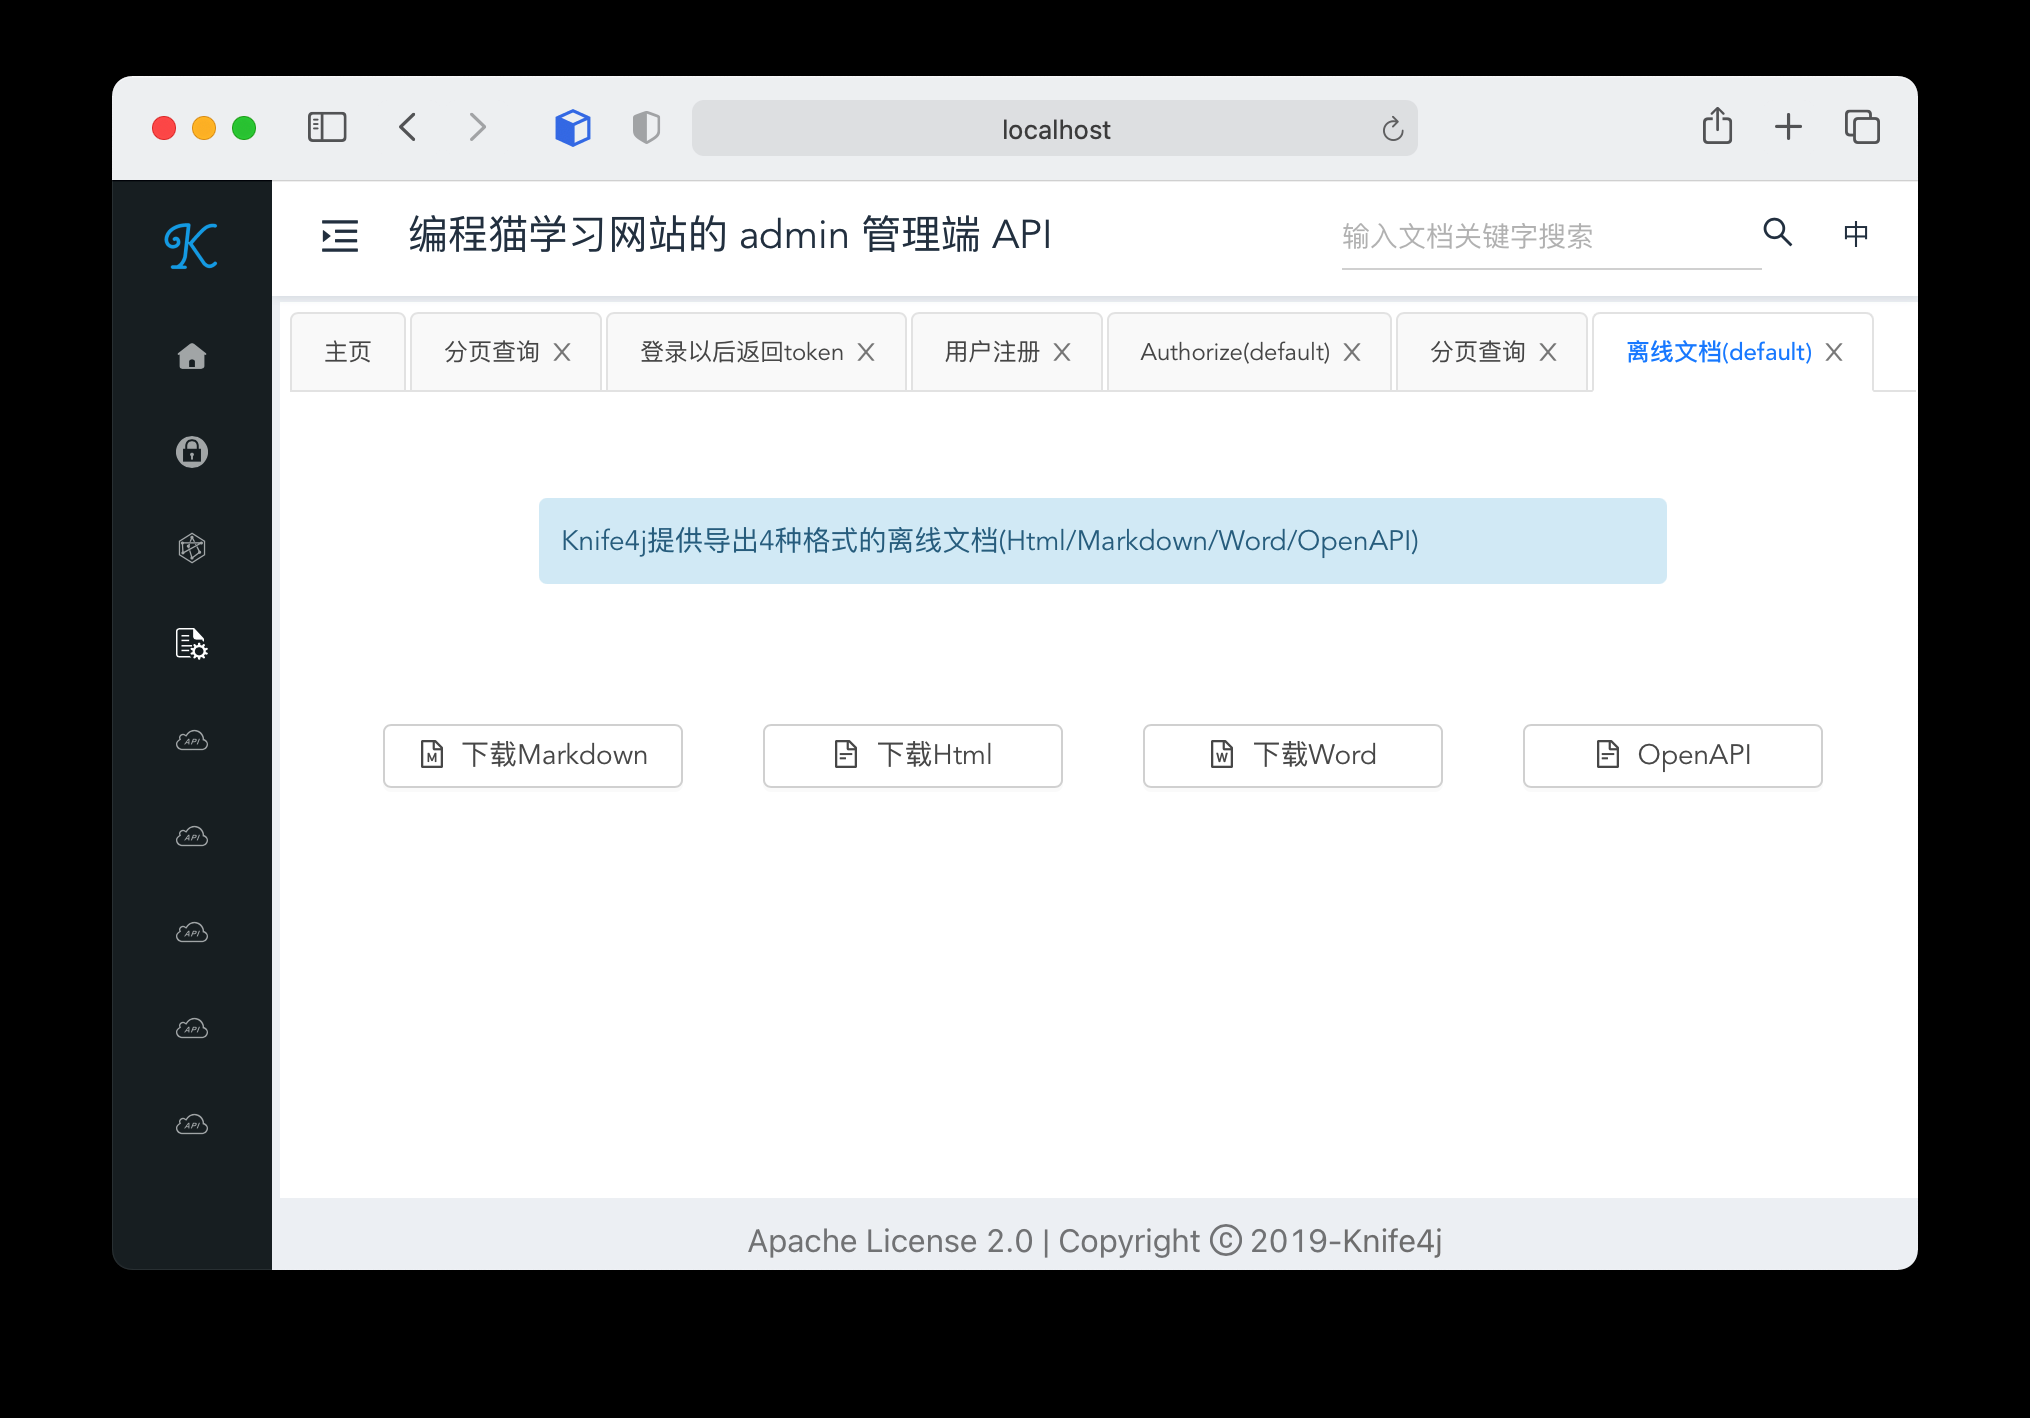 localhost
编程猫学习网站的 admin 管理端 API
输入文档关键字搜索
中
主页
分页查询
登录以后返回token
用户注册
Authorize(default)
分页查询
离线文档(default)
Knife4j提供导出4种格式的离线文档(Html/Markdown/Word/OpenAPI)
下载Markdown
下载Html
下载Word
OpenAPI
API
API
API
API
API
Apache License 2.0 | Copyright © 2019-Knife4j